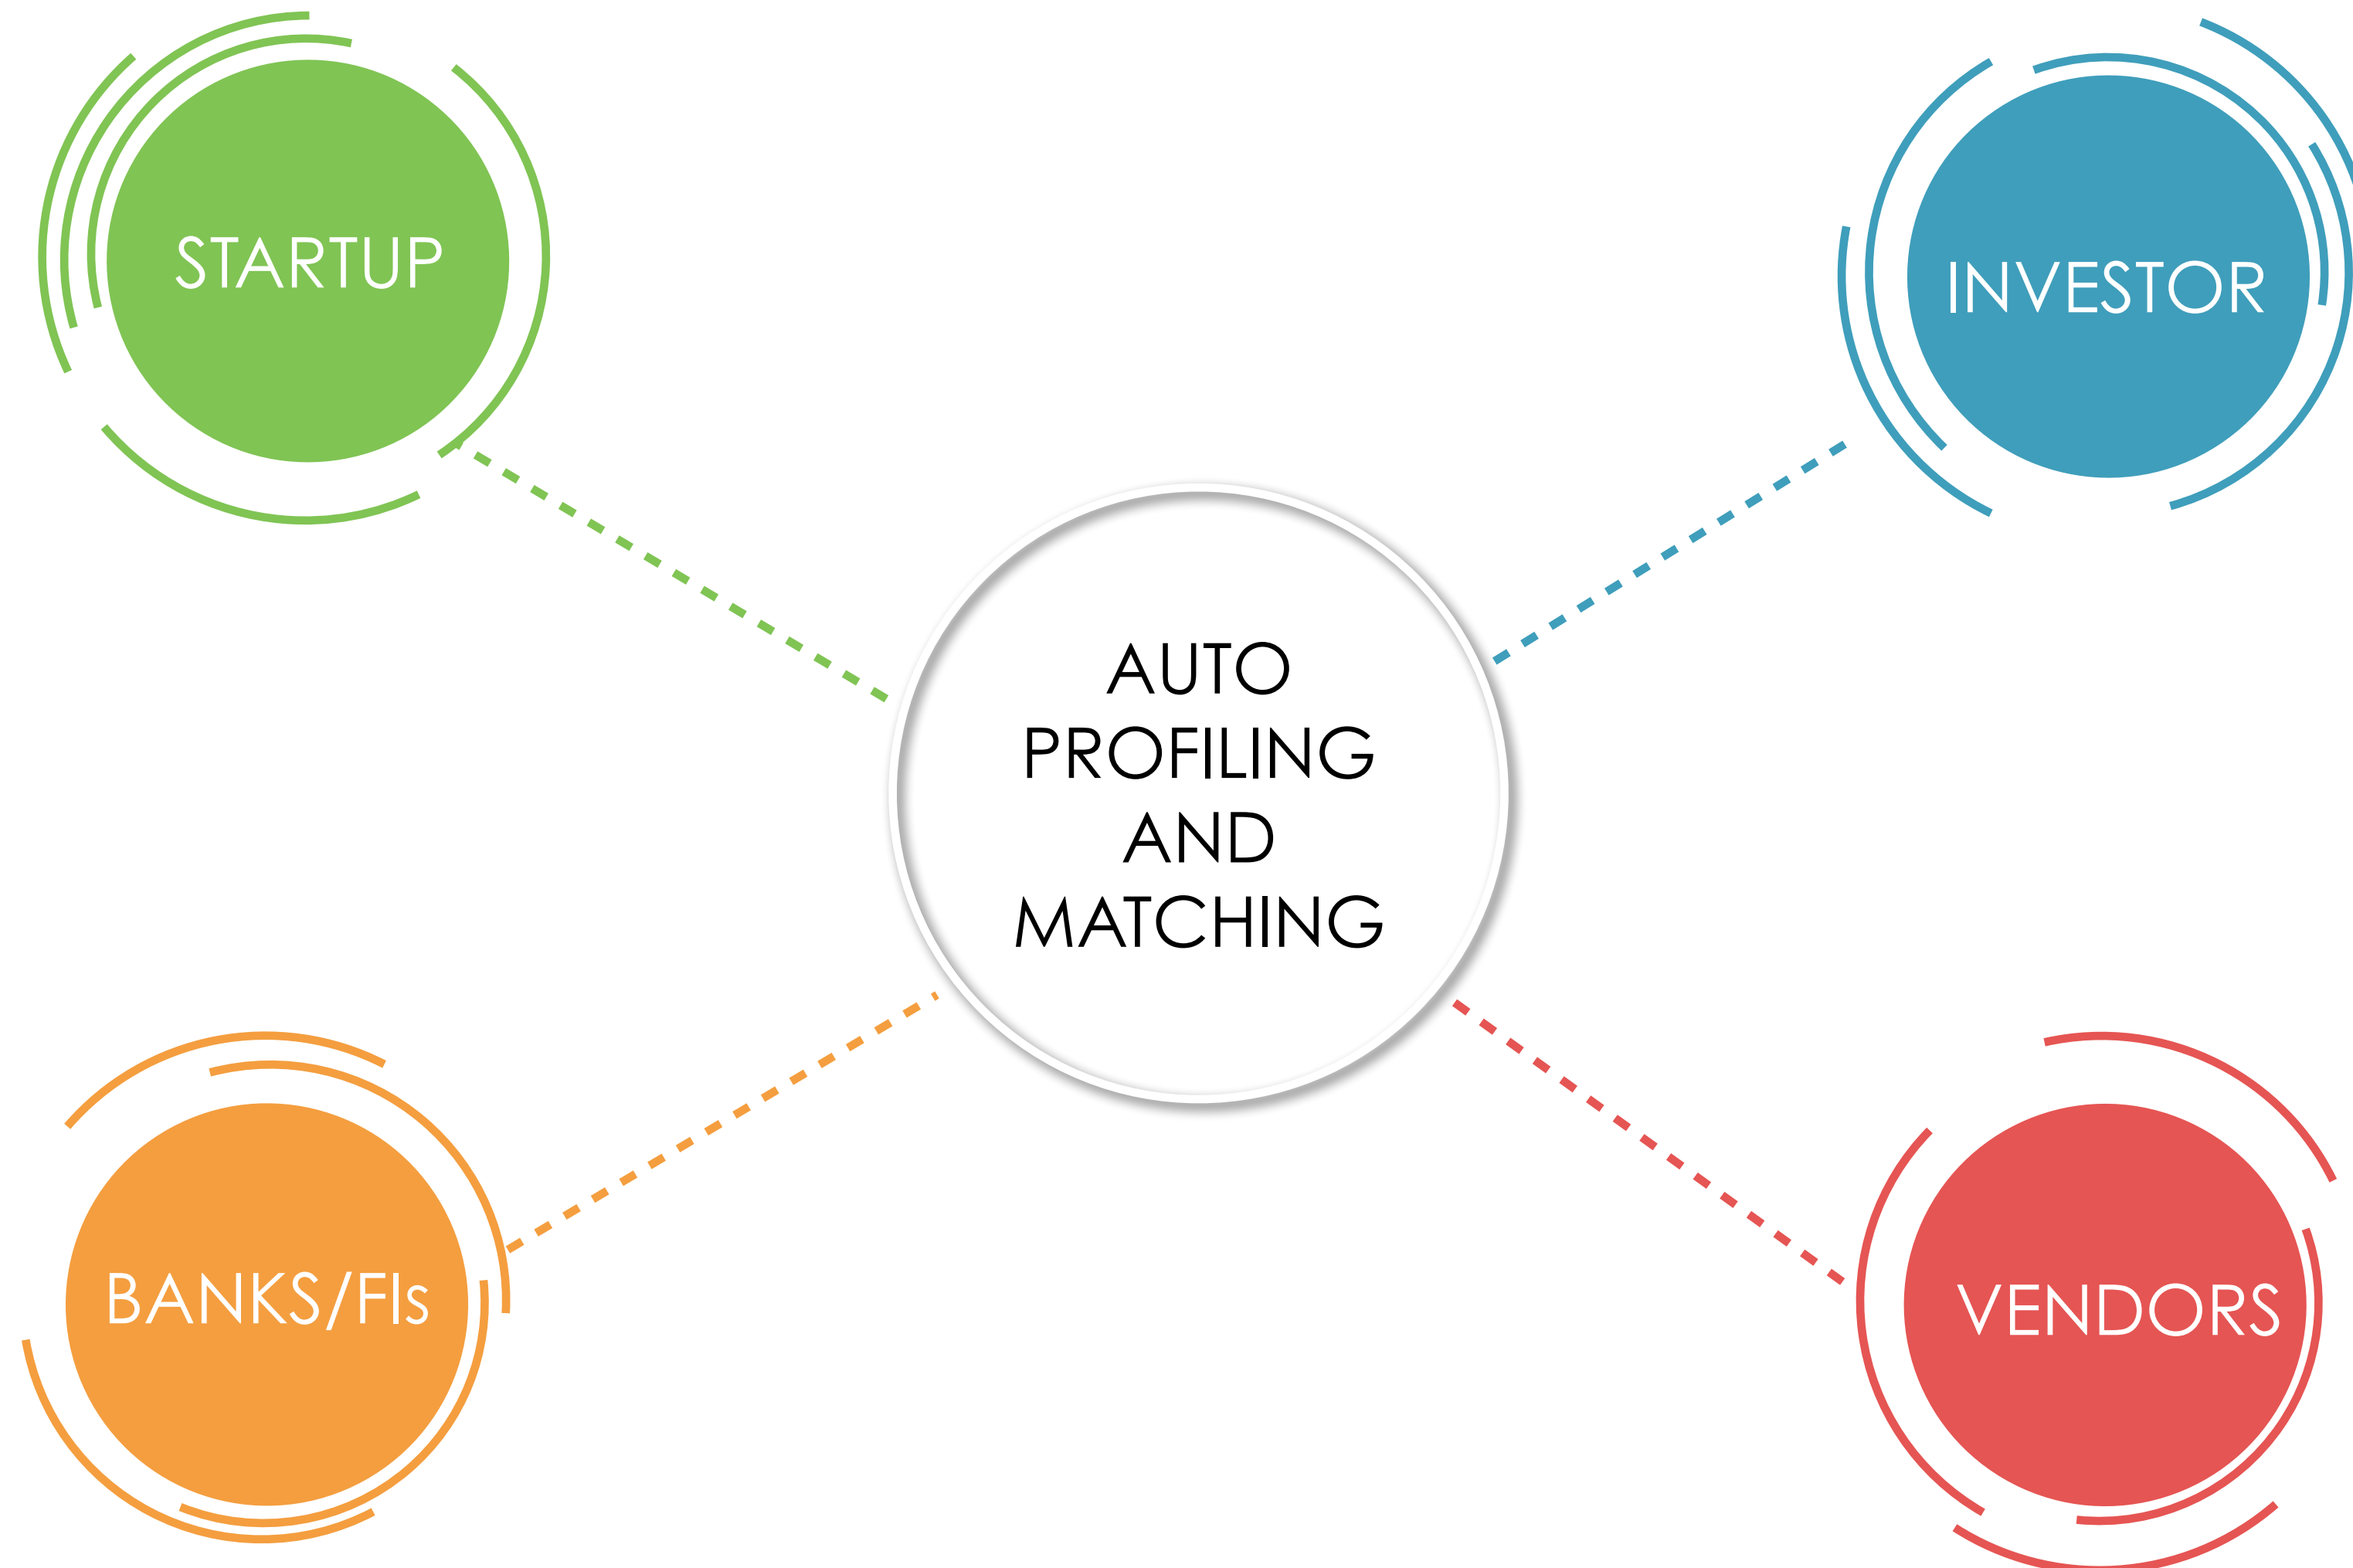 STARTUP
INVESTOR
AUTO
PROFILING
AND
MATCHING
BANKS/FIs
VENDORS